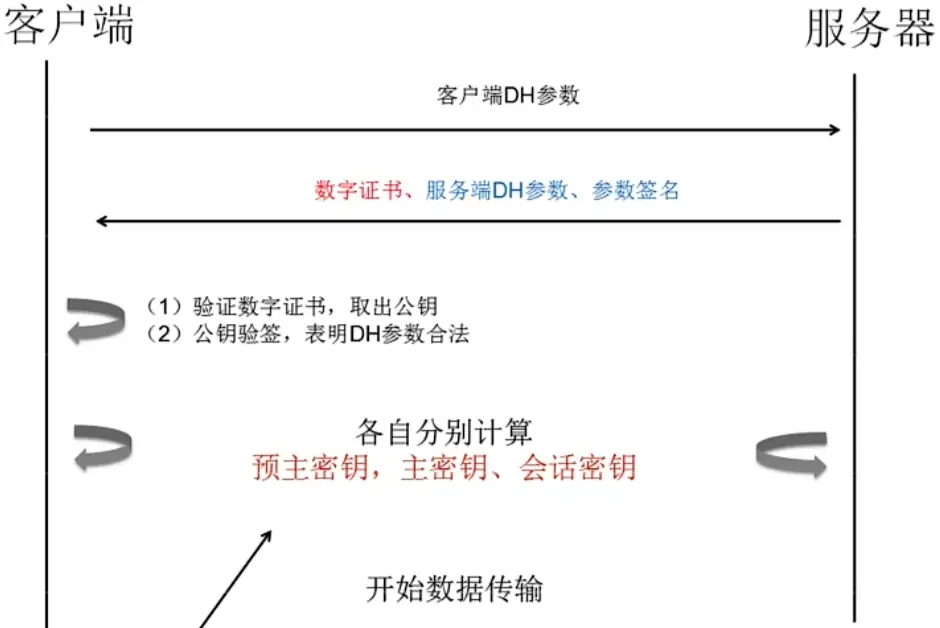 客户端
服务器
客户端DH参数
数字证书、服务端DH参数、参数签名
（1）验证数字证书，取出公钥
（2）公钥验签，表明DH参数合法
各自分别计算
预主密钥，主密钥、会话密钥
开始数据传输